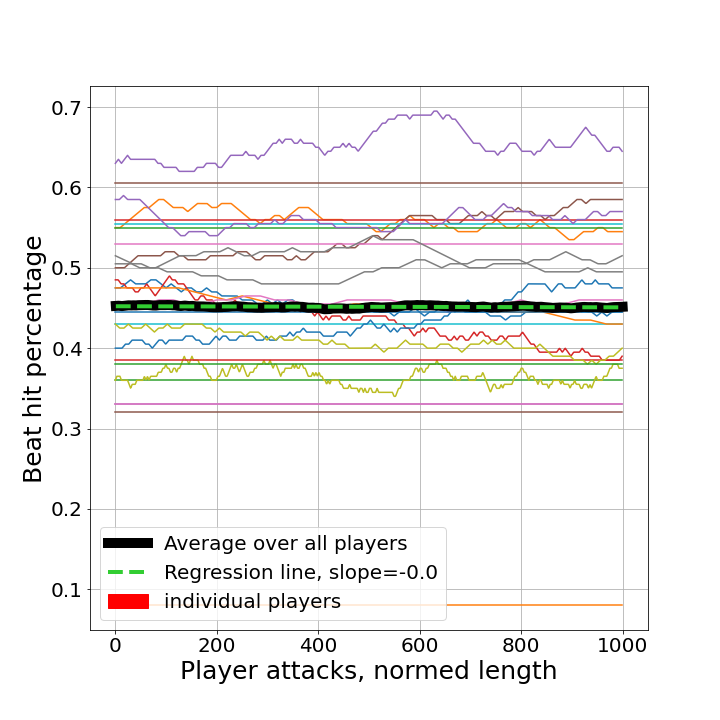 0.7
0.6
0.5
0.4
0.3
0.2
0.1
Beat hit percentage
Average over all players
Regression line, slope=-0.0
individual players
0 200 400 600 800 1000
Player attacks, normed length